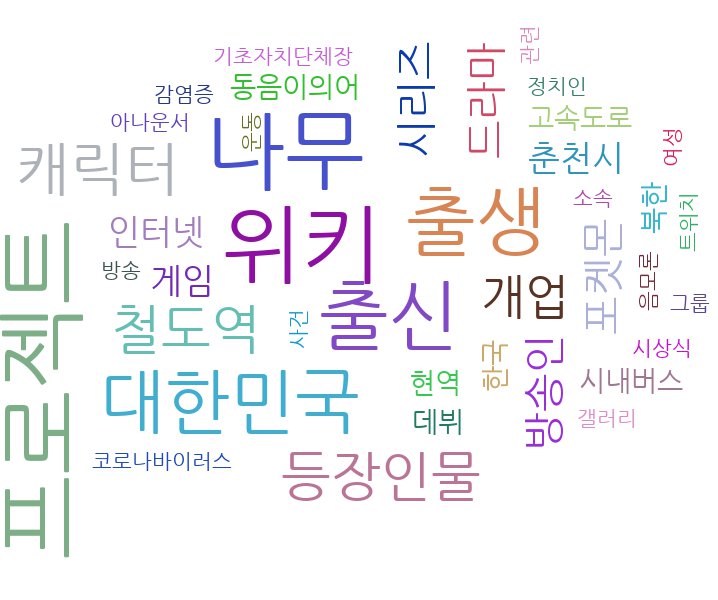 관련
기초자치단체장
시리즈
드라마
동음이의어
정치인
감염증
고속도로
아나운서
운동
나무
여성
캐릭터
춘천시
출생
소속
북한
트위치
위키
인터넷
포켓몬
방송
게임
음모론
개업
그룹
프로젝트
출신
철도역
사건
시상식
한국
방송인
대한민국
현역
시내버스
데뷔
갤러리
코로나바이러스
등장인물